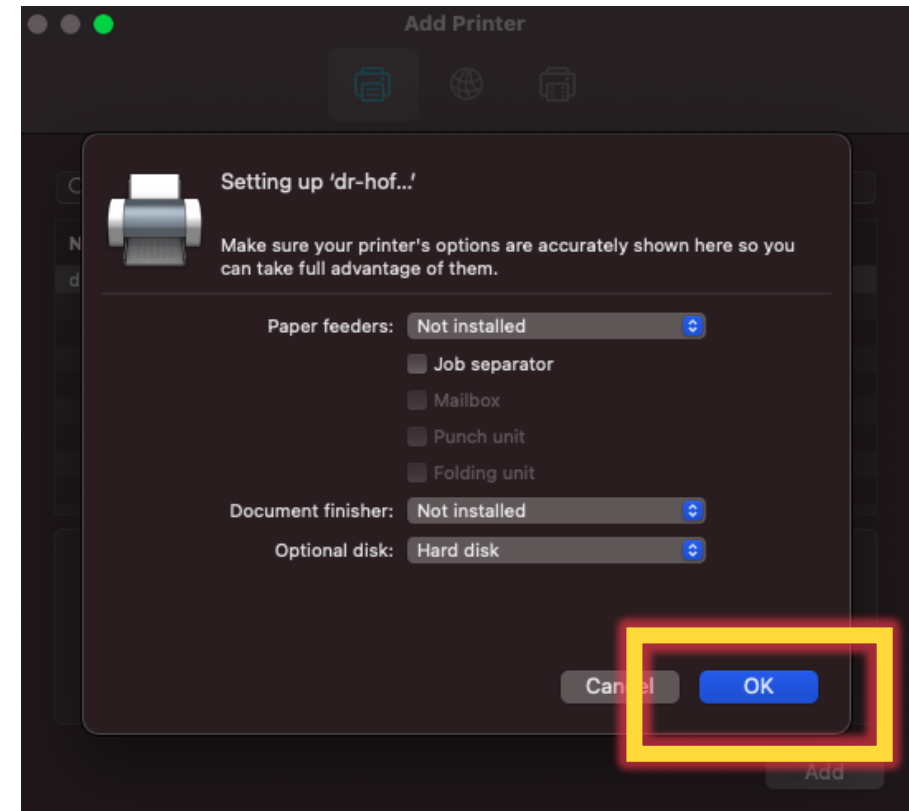 Add Printer
Setting up 'dr-hof...'
Make sure your printer's options are accurately shown here so you
can take full advantage of them.
Paper feeders: Not installed
Job separator
Mailbox
Punch unit
Folding unit
Document finisher: Not installed
Optional disk: Hard disk
Cancel OK
Add